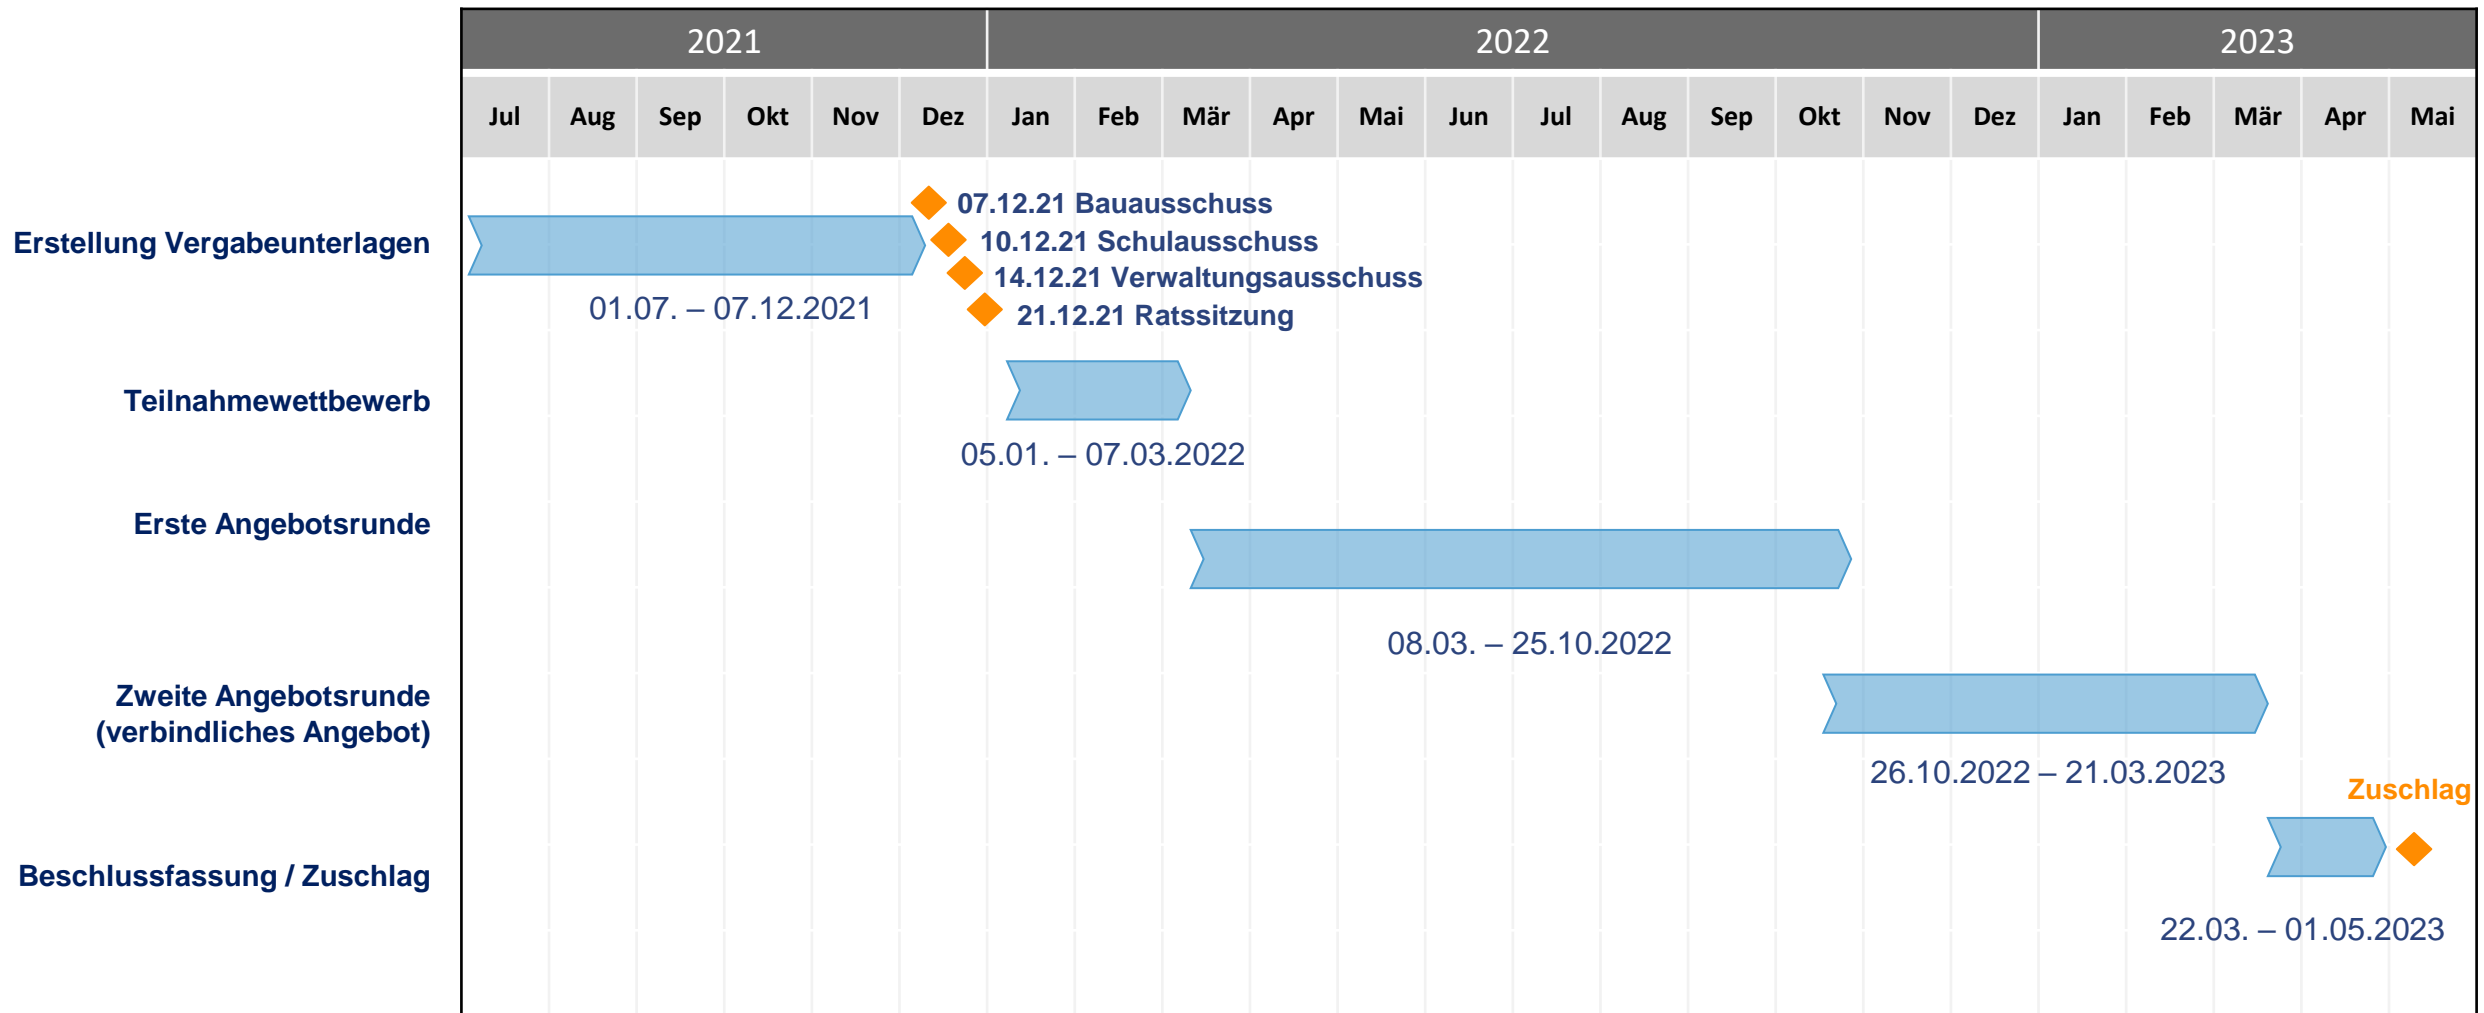 2021 2022 2023
Jul Aug Sep Okt Nov Dez Jan Feb Mär Apr Mai Jun Jul Aug Sep Okt Nov Dez Jan Feb Mär Apr Mai
07.12.21 Bauausschuss
Erstellung Vergabeunterlagen
10.12.21 Schulausschuss
14.12.21 Verwaltungsausschuss
01.07. – 07.12.2021
21.12.21 Ratssitzung
Teilnahmewettbewerb
05.01. – 07.03.2022
Erste Angebotsrunde
08.03. – 25.10.2022
Zweite Angebotsrunde
(verbindliches Angebot)
26.10.2022 – 21.03.2023
Zuschlag
Beschlussfassung / Zuschlag
22.03. – 01.05.2023